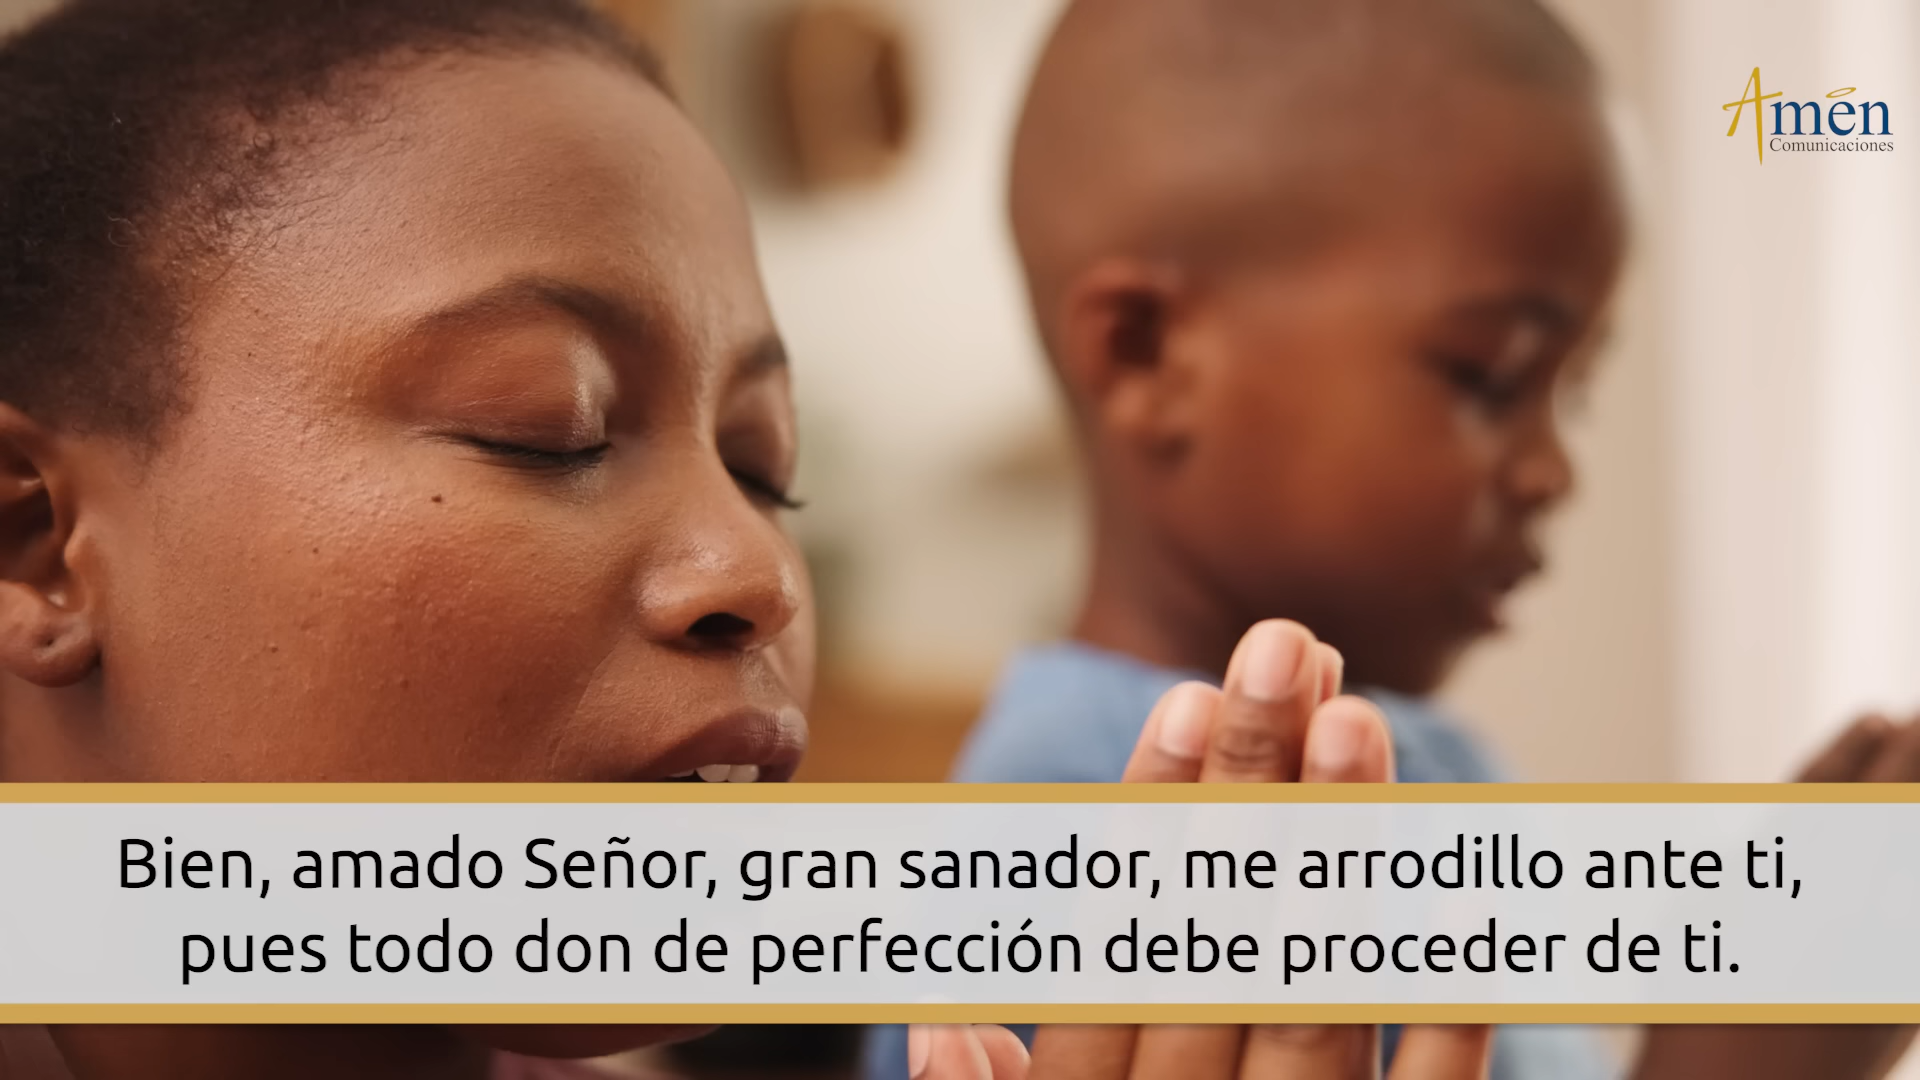 Amén
Comunicaciones
Bien, amado Señor, gran sanador, me arrodillo ante ti,
pues todo don de perfección debe proceder de ti.